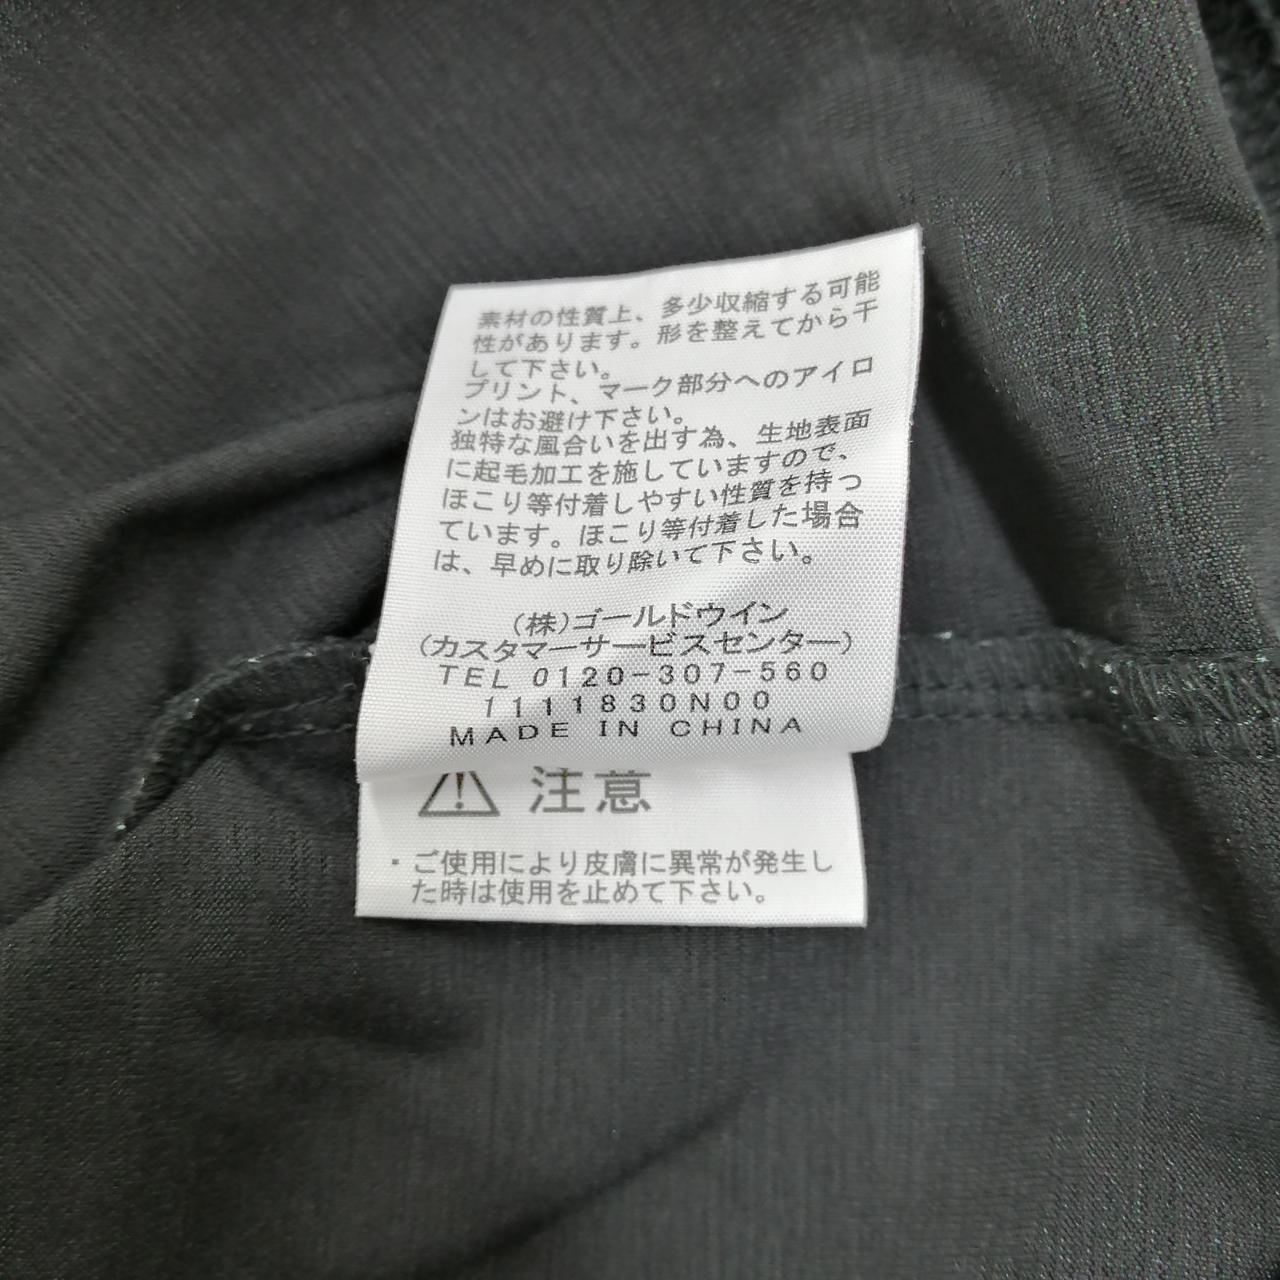 素材の性質上、多少収縮する可能
性があります。形を整えてから干
して下さい。
プリント、マーク部分へのアイロ
ンはお避け下さい。
独特な風合いを出す為、生地表面
に起毛加工を施していますので、
ほこり等付着しやすい性質を持っ
ています。ほこり等付着した場合
は、早めに取り除いて下さい。
(株)ゴールドウイン
(カスタマーサービスセンター)
TEL 0120-307-560
1111830N00
MADE IN CHINA
注意
・ご使用により皮膚に異常が発生し
た時は使用を止めて下さい。